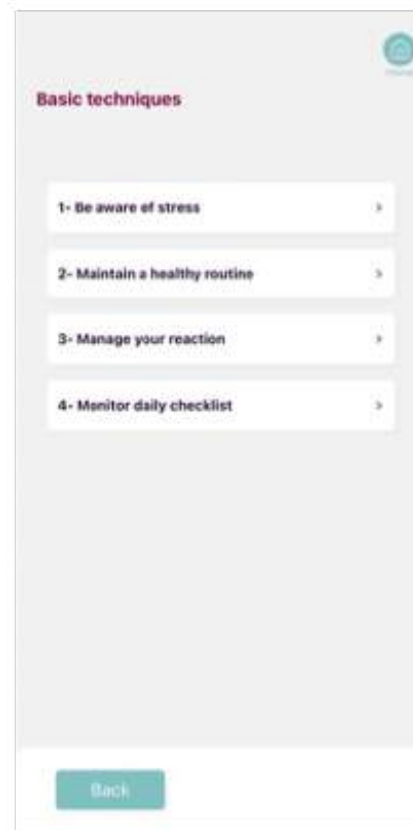 Basic techniques
1- Be aware of stress
2- Maintain a healthy routine
3- Manage your reaction
4- Monitor daily checklist
Back